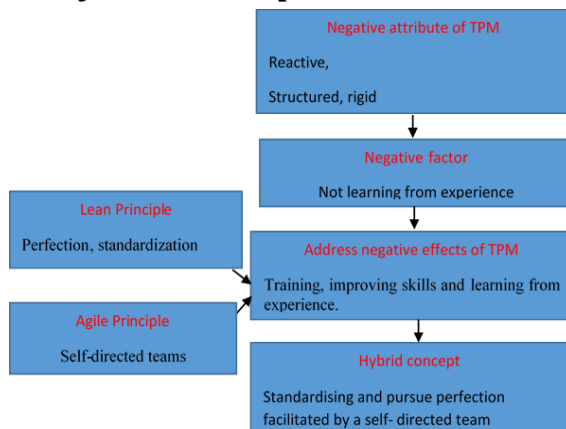 Negative attribute of TPM
Reactive,
Structured, rigid
Negative factor
Not learning from experience
Lean Principle
Perfection, standardization
Address negative effects of TPM
Training, improving skills and learning from
experience.
Agile Principle
Self-directed teams
Hybrid concept
Standardising and pursue perfection
facilitated by a self- directed team